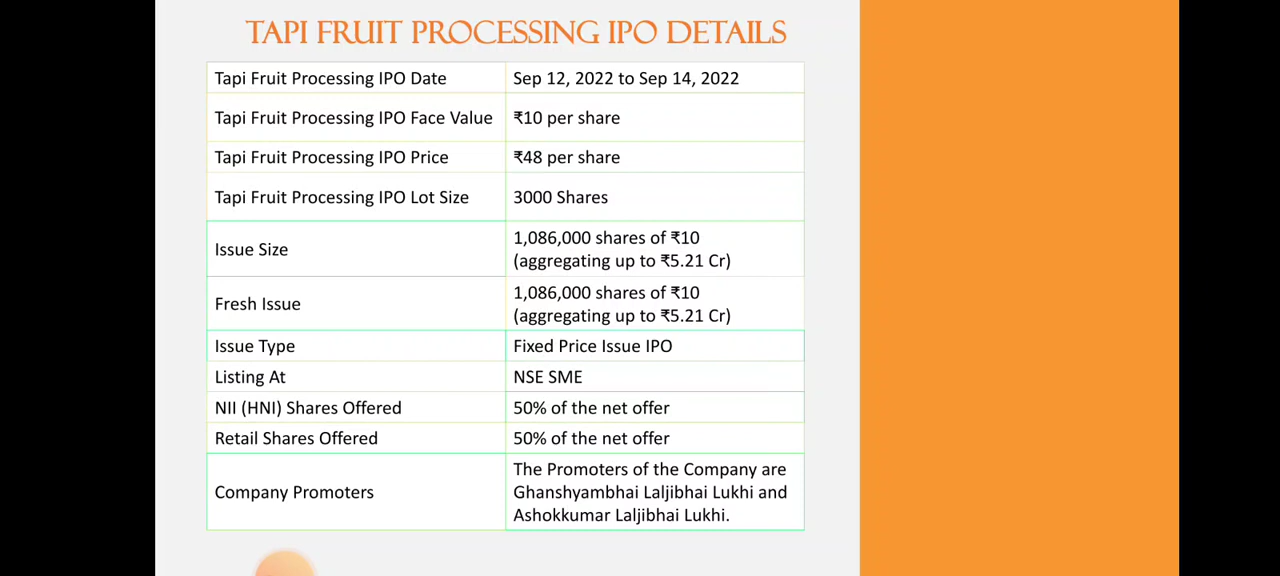 TAPI FRUIT PROCESSING IPO DETAILS
Tapi Fruit Processing IPO Date Sep 12, 2022 to Sep 14, 2022
Tapi Fruit Processing IPO Face Value ₹10 per share
Tapi Fruit Processing IPO Price ₹48 per share
Tapi Fruit Processing IPO Lot Size 3000 Shares
Issue Size
1,086,000 shares of ₹10
(aggregating up to ₹5.21 Cr)
Fresh Issue
1,086,000 shares of ₹10
(aggregating up to ₹5.21 Cr)
Issue Type Fixed Price Issue IPO
Listing At NSE SME
NII (HNI) Shares Offered 50% of the net offer
Retail Shares Offered 50% of the net offer
Company Promoters
The Promoters of the Company are
Ghanshyambhai Laljibhai Lukhi and
Ashokkumar Laljibhai Lukhi.